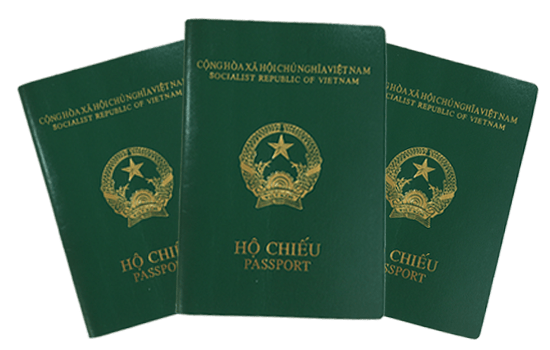 CỘNG HÒA XÃ HỘI CHỦ NGHĨA VIỆT NAM
SOCIALIST REPUBLIC OF VIETNAM
HỘ CHIẾU
PASSPORT
CỘNG HÒA XÃ HỘI CHỦ NGHĨA VIỆT NAM
SOCIALIST REPUBLIC OF VIETNAM
HỘ CHIẾU
PASSPORT
CHỦ NGHĨA VIỆT NAM
REPUBLIC OF VIETNAM
CHIẾU